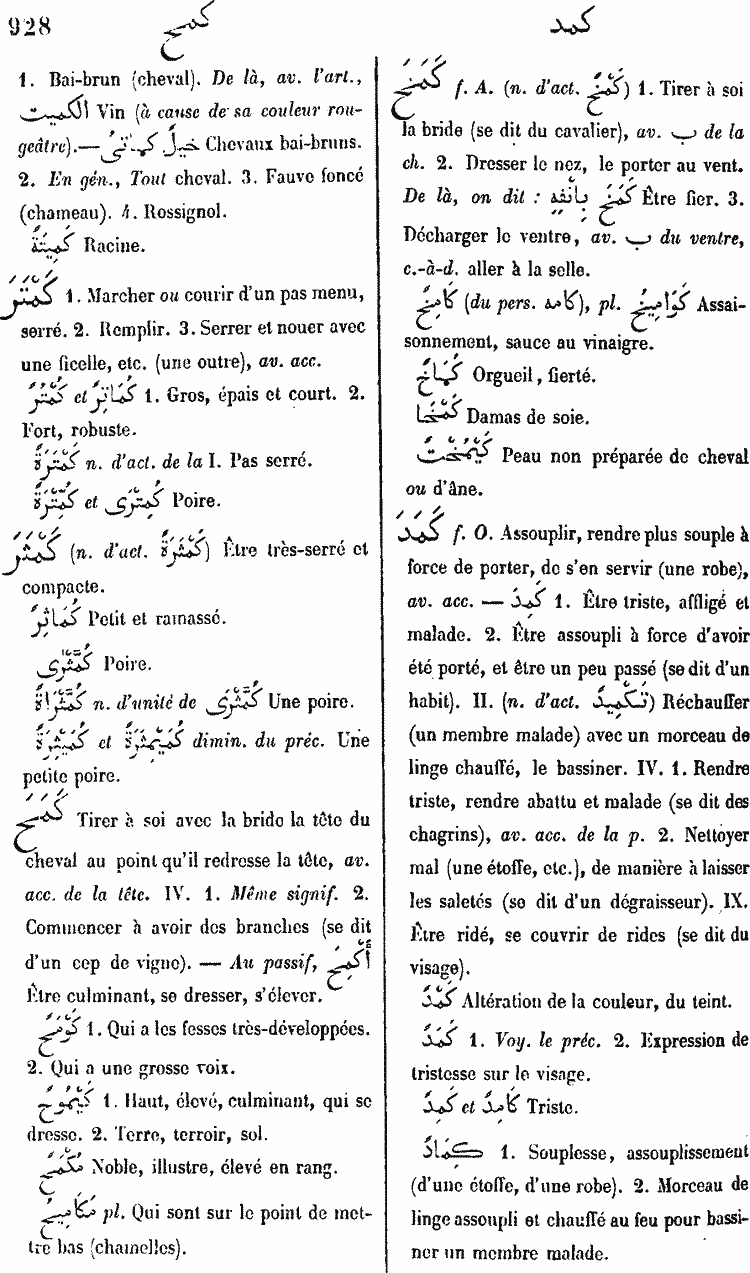 928
كمح
كمد
1. Bai-brun (cheval). De là, av. l'art.,
الكميت Vin (à cause de sa couleur rou-
geâtre).— Chevaux bai-bruns.
2. En gén., Tout cheval. 3. Fauve foncé
(chameau). 4. Rossignol.
كَمِيتَةٌ Racine.
كَمْتَرَ 1. Marcher ou courir d'un pas menu,
serré. 2. Remplir. 3. Serrer et nouer avec
une ficelle, etc. (une outre), av. acc.
كُمْتُرٌ et كُمَاتِرٌ 1. Gros, épais et court. 2.
Fort, robuste.
كَمْتَرَةٌ n. d'act. de la I. Pas serré.
et Poire.
كَمْثَرَ (n. d'act. كَمْثَرَةٌ) Être très-serré et
compacte.
كُمَاثِرٌ Petit et ramassé.
كُمَّثْرَى Poire.
كُمَّثْرَاةٌ n. d'unité de كُمَّثْرَى Une poire.
et dimin. du préc. Une
petite poire.
كَمَحَ Tirer à soi avec la bride la tête du
cheval au point qu'il redresse la tête, av.
acc. de la tête. IV. 1. Même signif. 2.
Commencer à avoir des branches (se dit
d'un cep de vigne). — Au passif, أُكْمِحَ
Être culminant, se dresser, s'élever.
كَوْمَحٌ 1. Qui a les fesses très-développées.
2. Qui a une grosse voix.
كَيْمُوحٌ 1. Haut, élevé, culminant, qui se
dresse. 2. Terre, terroir, sol.
مُكْمَحٌ Noble, illustre, élevé en rang.
مَكَامِيحُ pl. Qui sont sur le point de met-
tre bas (chamelles).
كَمَخَ f. A. (n. d'act. كَمْخٌ) 1. Tirer à soi
la bride (se dit du cavalier), av. ب de la
ch. 2. Dresser le nez, le porter au vent.
De là, on dit : كَمَخَ بِأَنْفِهِ Être fier. 3.
Décharger le ventre, av. ب du ventre,
c.-à-d. aller à la selle.
كَامِخٌ (du pers. كامه), pl. كَوَامِيخُ Assai-
sonnement, sauce au vinaigre.
كُمَاخٌ Orgueil, fierté.
كَمْخَا Damas de soie.
كَيْمُخْتٌ Peau non préparée de cheval
ou d'âne.
كَمَدَ f. O. Assouplir, rendre plus souple à
force de porter, de s'en servir (une robe),
av. acc. — كَمِدَ 1. Être triste, affligé et
malade. 2. Être assoupli à force d'avoir
été porté, et être un peu passé (se dit d'un
habit). II. (n. d'act. تَكْمِيدٌ) Réchauffer
(un membre malade) avec un morceau de
linge chauffé, le bassiner. IV. 1. Rendre
triste, rendre abattu et malade (se dit des
chagrins), av. acc. de la p. 2. Nettoyer
mal (une étoffe, etc.), de manière à laisser
les saletés (se dit d'un dégraisseur). IX.
Être ridé, se couvrir de rides (se dit du
visage).
كَمْدٌ Altération de la couleur, du teint.
كَمَدٌ 1. Voy. le préc. 2. Expression de
tristesse sur le visage.
كَمِدٌ et كَامِدٌ Triste.
كمَادٌ 1. Souplesse, assouplissement
(d'une étoffe, d'une robe). 2. Morceau de
linge assoupli et chauffé au feu pour bassi-
ner un membre malade.